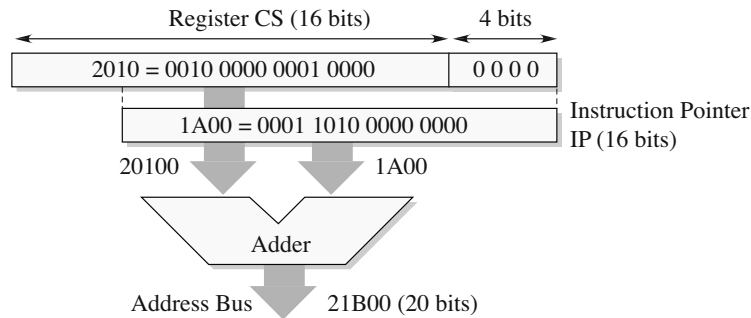 Register CS (16 bits)
4 bits
2010 = 0010 0000 0001 0000
0 0 0 0
1A00 = 0001 1010 0000 0000
Instruction Pointer
IP (16 bits)
20100
1A00
Adder
Address Bus
21B00 (20 bits)